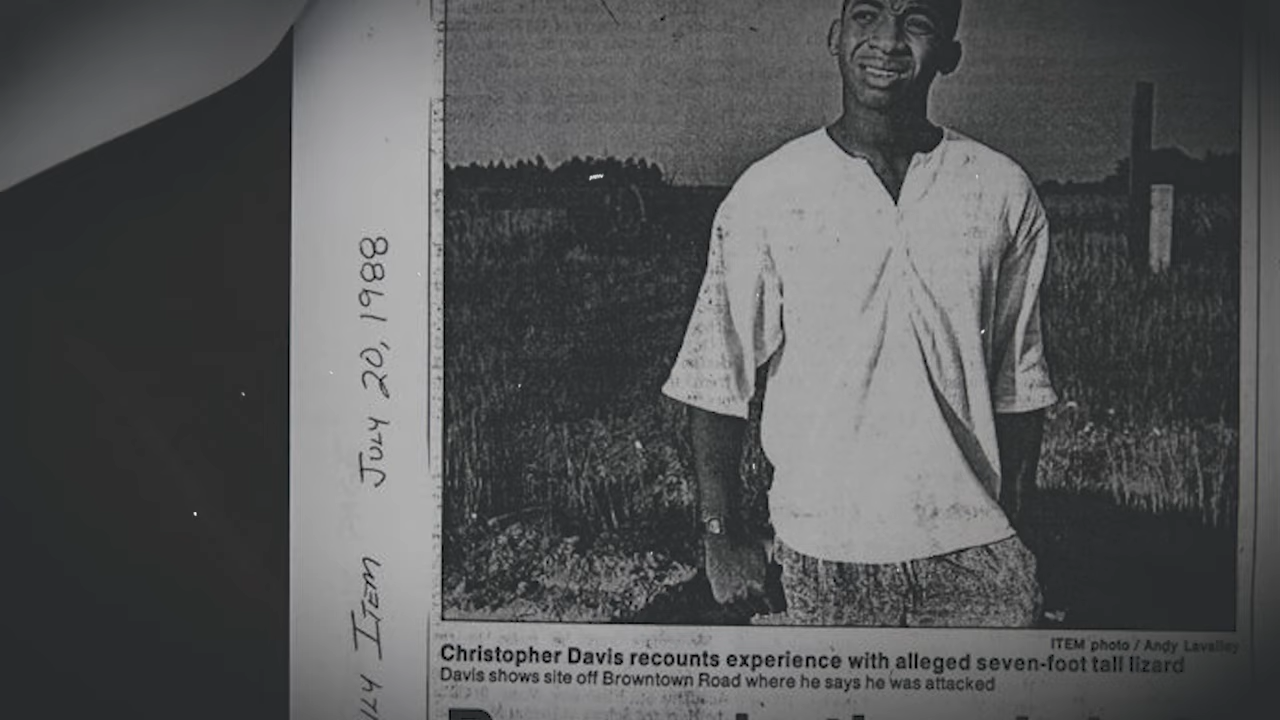 ITEM JULY 20, 1988
ITEM photo / Andy Lavalley
Christopher Davis recounts experience with alleged seven-foot tall lizard
Davis shows site off Browntown Road where he says he was attacked